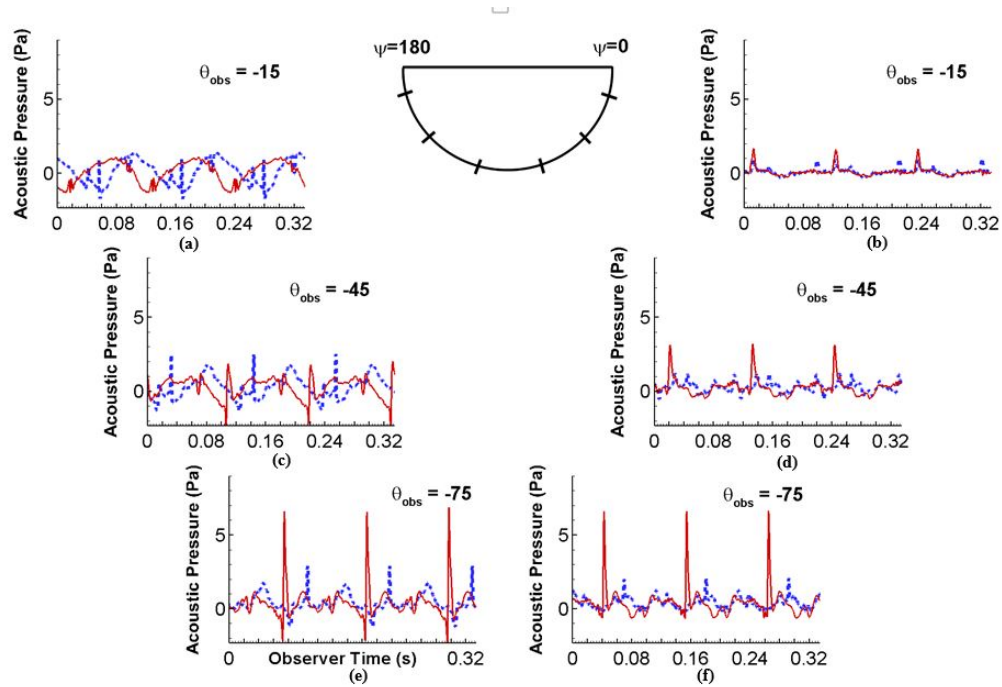 ψ=180
ψ=0
Acoustic Pressure (Pa)
5
0
θobs = -15
0 0.08 0.16 0.24 0.32
(a)
Acoustic Pressure (Pa)
5
0
θobs = -15
0 0.08 0.16 0.24 0.32
(b)
Acoustic Pressure (Pa)
5
0
θobs = -45
0 0.08 0.16 0.24 0.32
(c)
Acoustic Pressure (Pa)
5
0
θobs = -45
0 0.08 0.16 0.24 0.32
(d)
Acoustic Pressure (Pa)
5
0
θobs = -75
0 Observer Time (s) 0.32
(e)
Acoustic Pressure (Pa)
5
0
θobs = -75
0 0.08 0.16 0.24 0.32
(f)